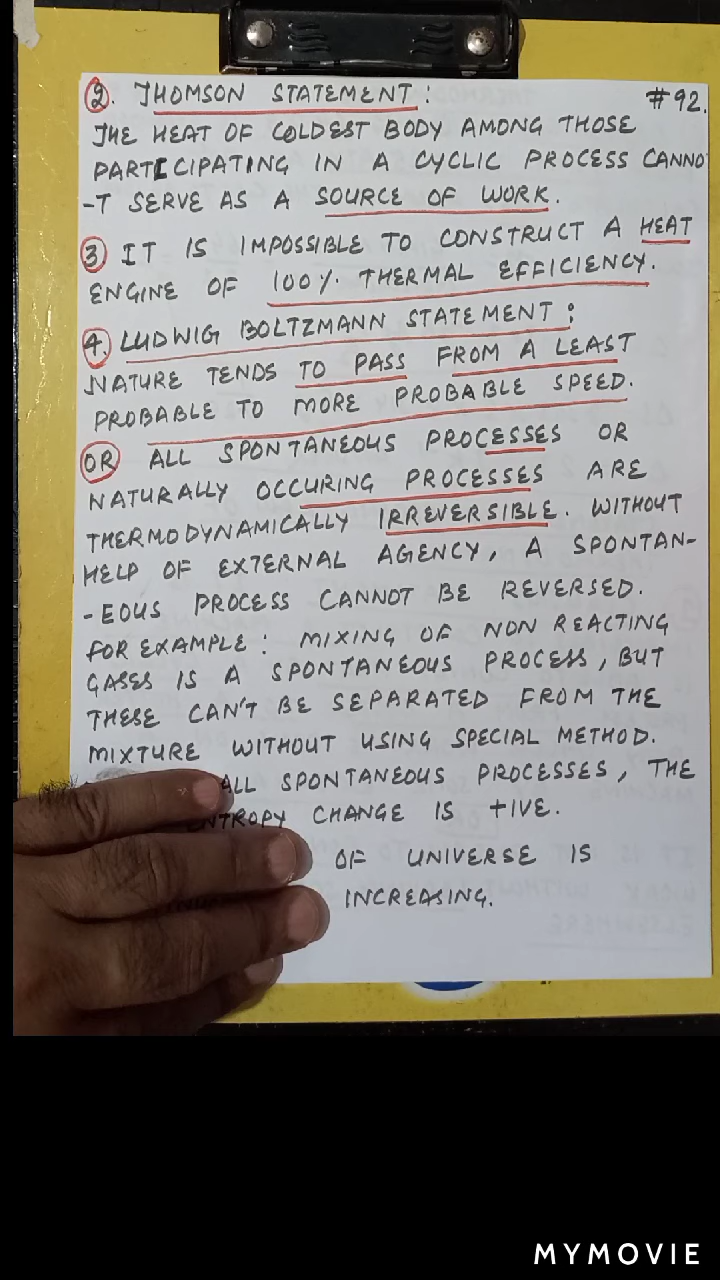 2. THOMSON STATEMENT: #92.
THE HEAT OF COLDEST BODY AMONG THOSE
PARTICIPATING IN A CYCLIC PROCESS CANNO
-T SERVE AS A SOURCE OF WORK.
3 IT IS IMPOSSIBLE TO CONSTRUCT A HEAT
ENGINE OF 100%. THERMAL EFFICIENCY.
4. LUDWIG BOLTZMANN STATEMENT:
NATURE TENDS TO PASS FROM A LEAST
PROBABLE TO MORE PROBABLE SPEED.
OR ALL SPONTANEOUS PROCESSES OR
NATURALLY OCCURING PROCESSES ARE
THERMODYNAMICALLY IRREVERSIBLE. WITHOUT
HELP OF EXTERNAL AGENCY, A SPONTAN-
-EOUS PROCESS CANNOT BE REVERSED.
FOR EXAMPLE: MIXING OF NON REACTING
GASES IS A SPONTANEOUS PROCESS, BUT
THESE CAN'T BE SEPARATED FROM THE
MIXTURE WITHOUT USING SPECIAL METHOD.
ALL SPONTANEOUS PROCESSES, THE
ENTROPY CHANGE IS +IVE.
OF UNIVERSE IS
INCREASING.
MYMOVIE